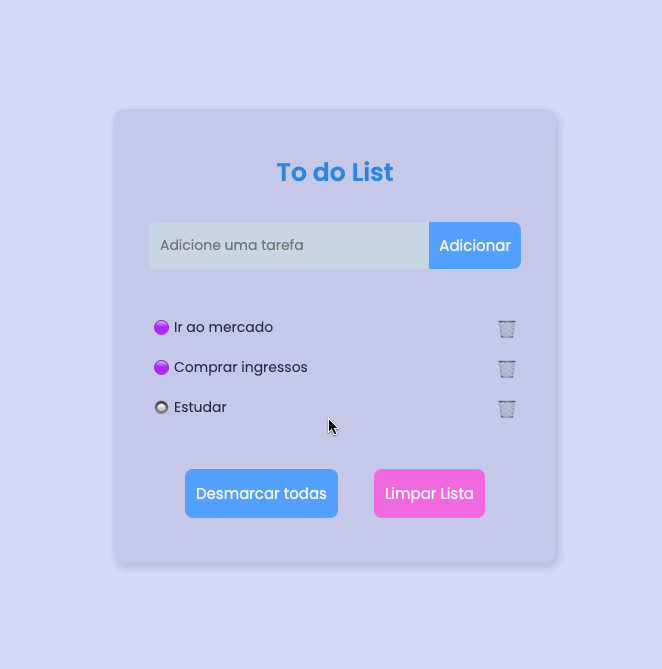 To do List
Adicione uma tarefa
Adicionar
Ir ao mercado
Comprar ingressos
Estudar
Desmarcar todas
Limpar Lista